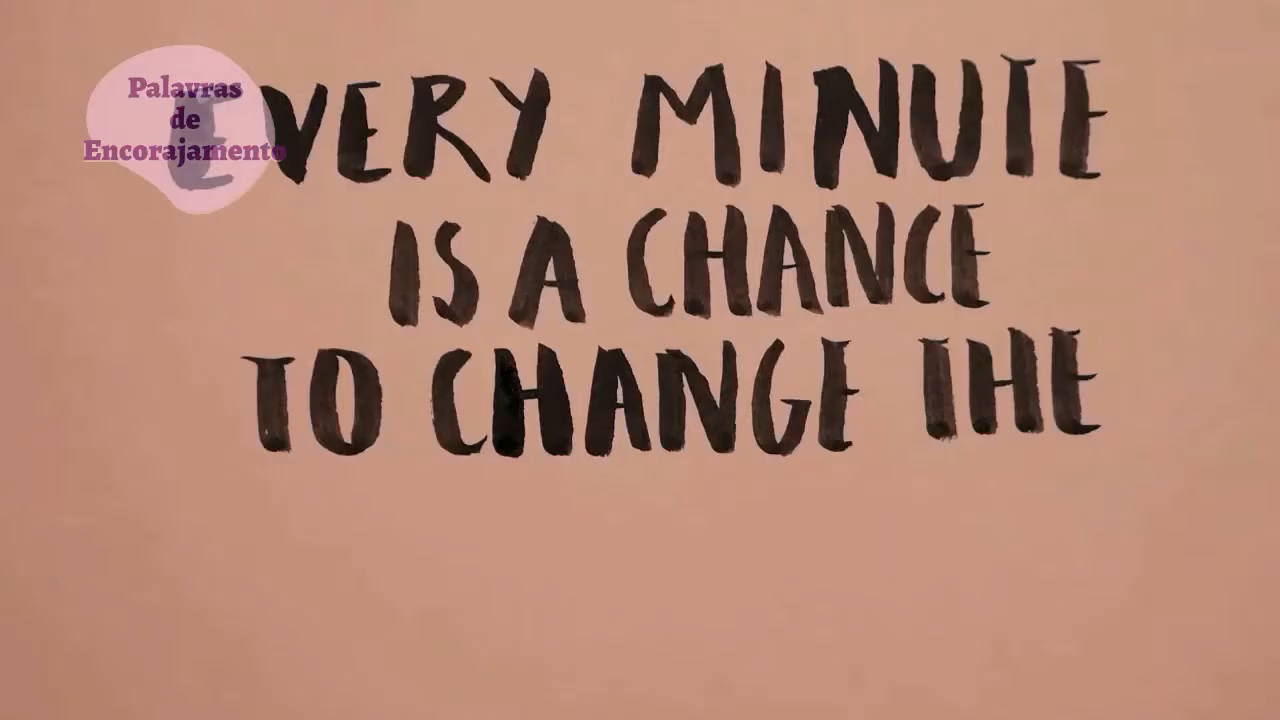 Palavras
de
Encorajamento
EVERY MINUTE
IS A CHANCE
TO CHANGE THE